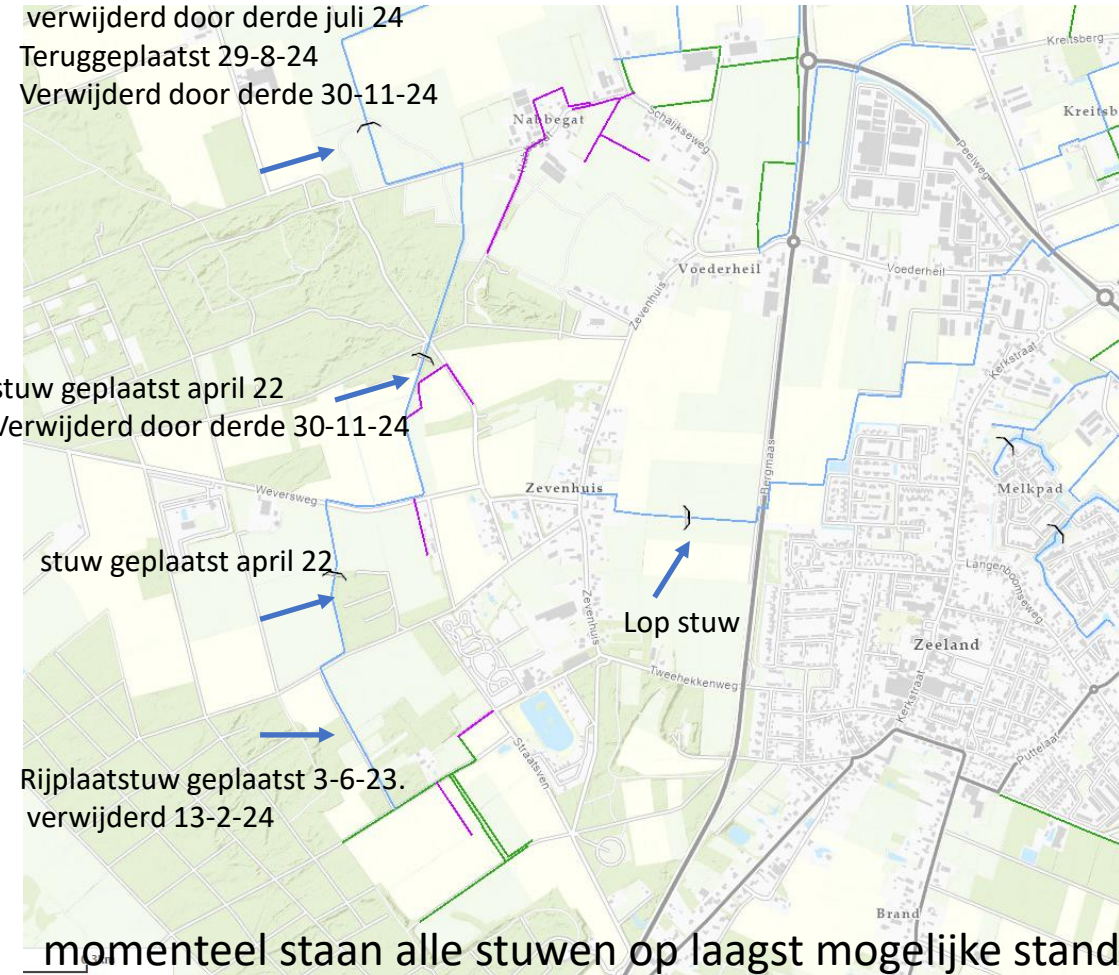 verwijderd door derde juli 24
Teruggeplaatst 29-8-24
Verwijderd door derde 30-11-24
Kreitsberg
Kreitsb
Nabbegat
Nabbegat
Schaijkseweg
Peelweg
Voederheil
Voederheil
Zevenhuis
Kerkstraat
stuw geplaatst april 22
Verwijderd door derde 30-11-24
Bergmaas
Weversweg
Zevenhuis
Melkpad
stuw geplaatst april 22
Langenboomseweg
Zevenhuis
Lop stuw
Zeeland
Tweehekkenweg
Kerkstraat
Puttelaar
Straatsven
Rijplaatstuw geplaatst 3-6-23.
verwijderd 13-2-24
Brand
momenteel staan alle stuwen op laagst mogelijke stand